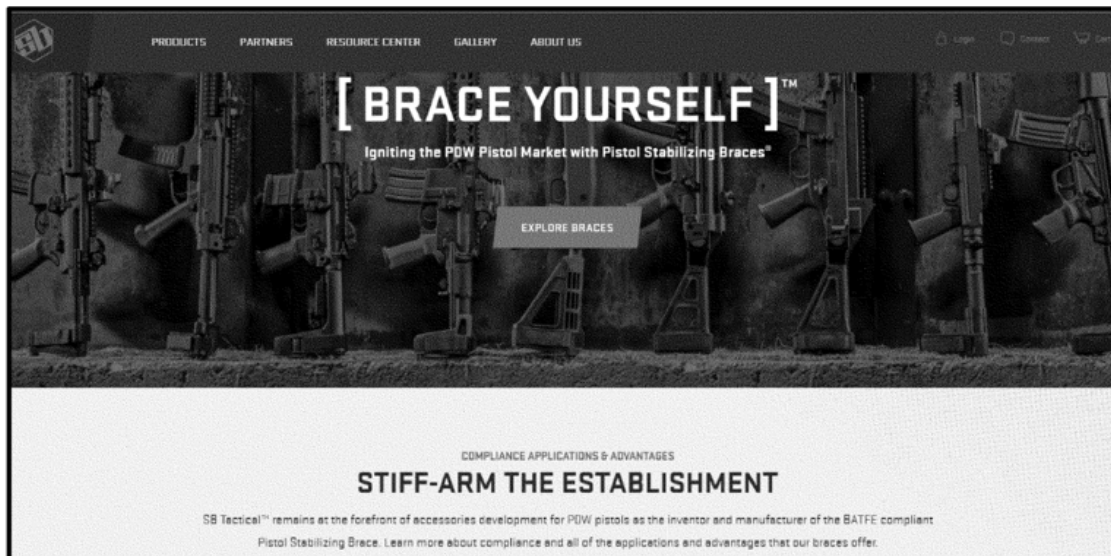 sb
PRODUCTS PARTNERS RESOURCE CENTER GALLERY ABOUT US Login Contact Cart
[ BRACE YOURSELF ]™
Igniting the PDW Pistol Market with Pistol Stabilizing Braces®
EXPLORE BRACES
COMPLIANCE APPLICATIONS & ADVANTAGES
STIFF-ARM THE ESTABLISHMENT
SB Tactical™ remains at the forefront of accessories development for PDW pistols as the inventor and manufacturer of the BATFE compliant
Pistol Stabilizing Brace. Learn more about compliance and all of the applications and advantages that our braces offer.